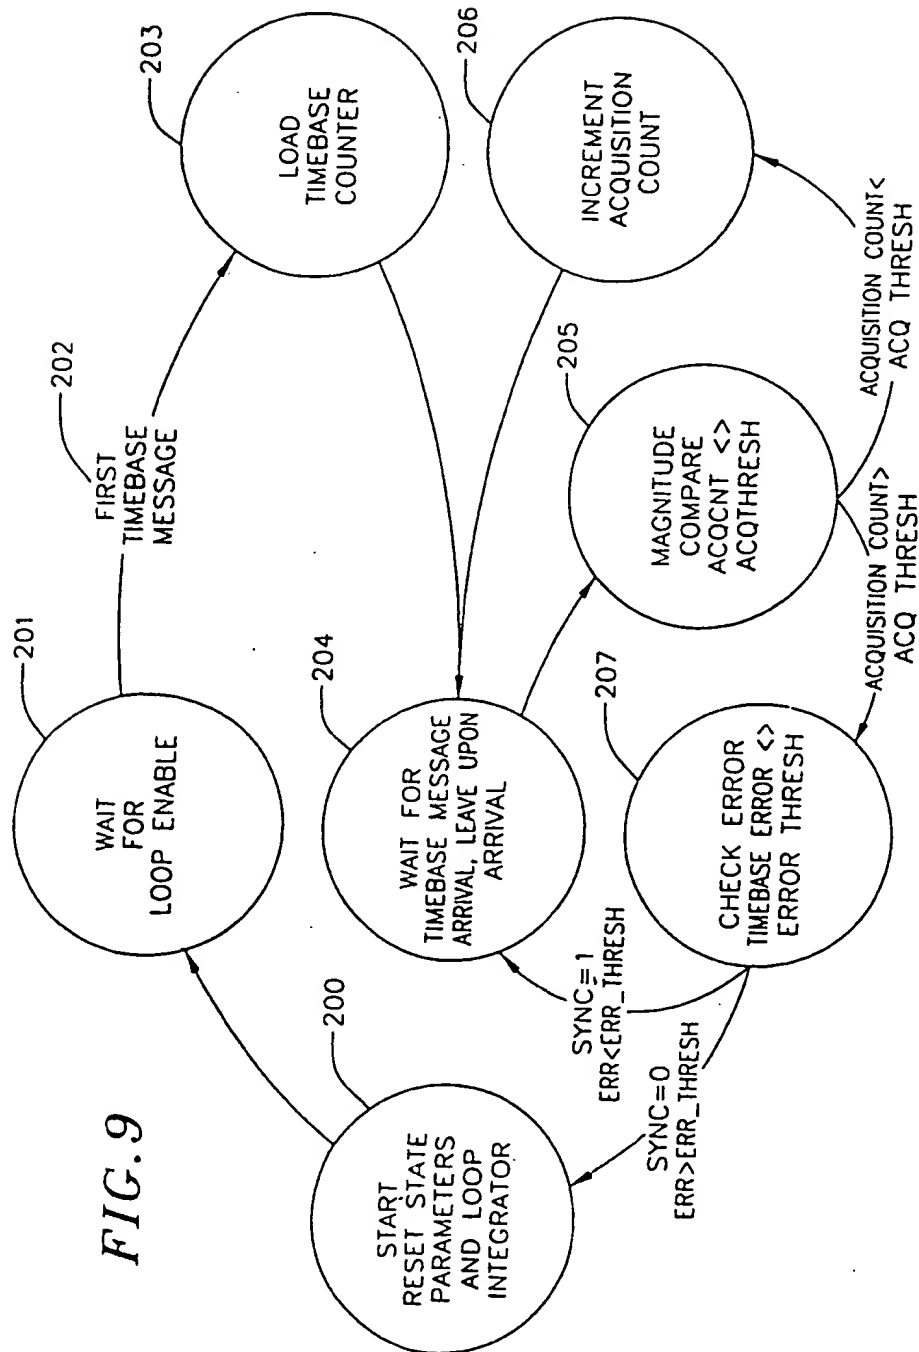 FIG.9
START
RESET STATE
PARAMETERS
AND LOOP
INTEGRATOR
200
WAIT
FOR
LOOP ENABLE
201
FIRST
TIMEBASE
MESSAGE
202
LOAD
TIMEBASE
COUNTER
203
WAIT FOR
TIMEBASE MESSAGE
ARRIVAL, LEAVE UPON
ARRIVAL
204
MAGNITUDE
COMPARE
ACQCNT <>
ACQTHRESH
205
INCREMENT
ACQUISITION
COUNT
206
CHECK ERROR
TIMEBASE ERROR <>
ERROR THRESH
207
SYNC=1
ERR<ERR_THRESH
SYNC=0
ERR>ERR_THRESH
ACQUISITION COUNT>
ACQ THRESH
ACQUISITION COUNT<
ACQ THRESH